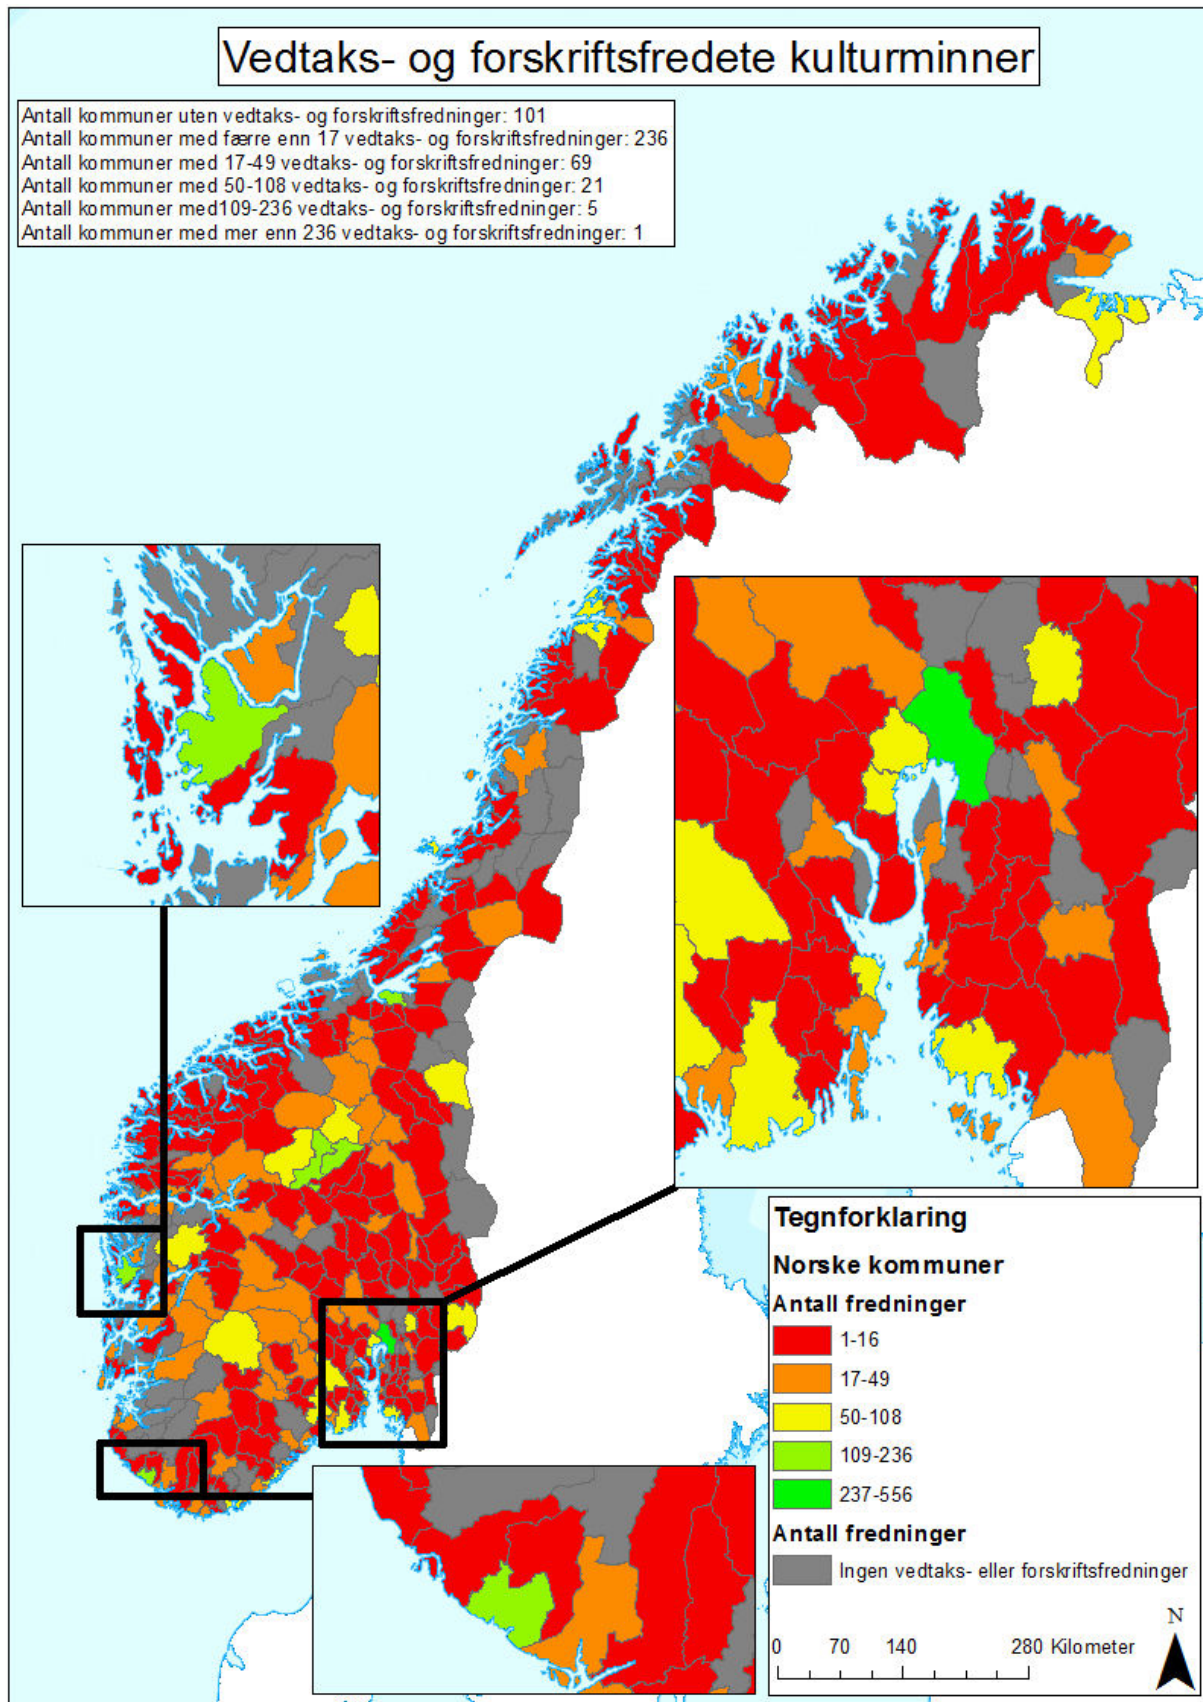 Vedtaks- og forskriftsfredete kulturminner
Antall kommuner uten vedtaks- og forskriftsfredninger: 101
Antall kommuner med færre enn 17 vedtaks- og forskriftsfredninger: 236
Antall kommuner med 17-49 vedtaks- og forskriftsfredninger: 69
Antall kommuner med 50-108 vedtaks- og forskriftsfredninger: 21
Antall kommuner med109-236 vedtaks- og forskriftsfredninger: 5
Antall kommuner med mer enn 236 vedtaks- og forskriftsfredninger: 1
Tegnforklaring
Norske kommuner
Antall fredninger
1-16
17-49
50-108
109-236
237-556
Antall fredninger
Ingen vedtaks- eller forskriftsfredninger
N
0 70 140 280 Kilometer